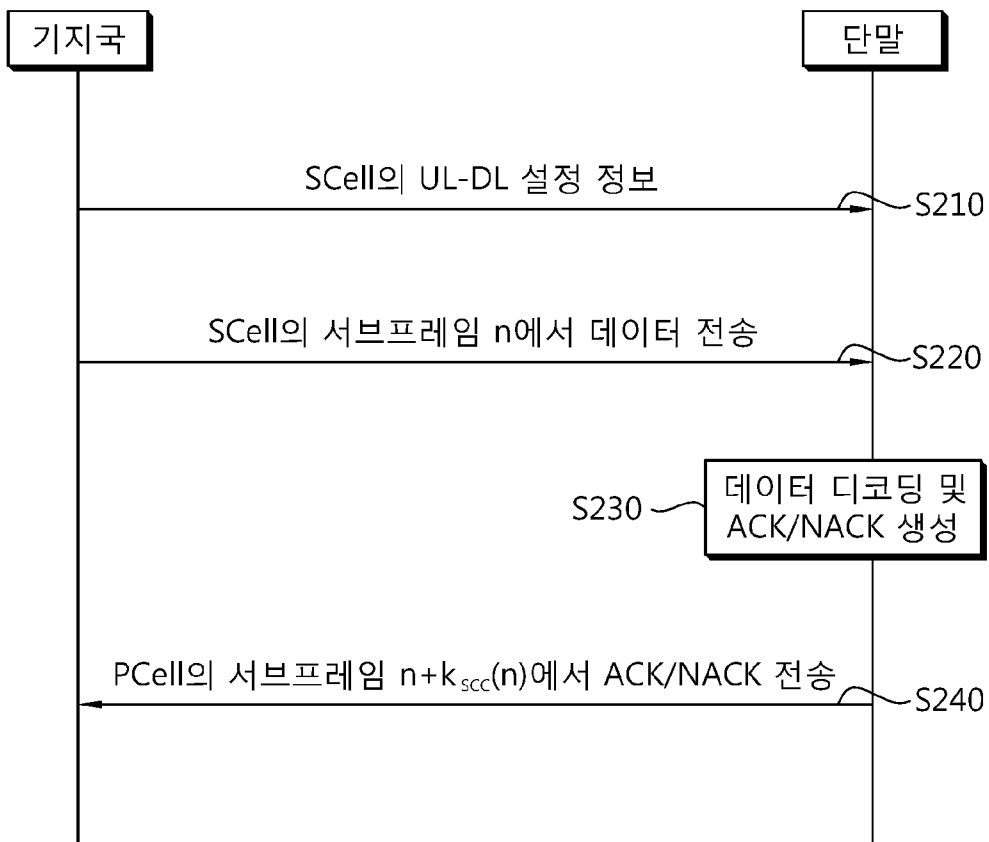 기지국
단말
SCell의 UL-DL 설정 정보
S210
SCell의 서브프레임 n에서 데이터 전송
S220
S230
데이터 디코딩 및
ACK/NACK 생성
PCell의 서브프레임 n+kscc(n)에서 ACK/NACK 전송
S240